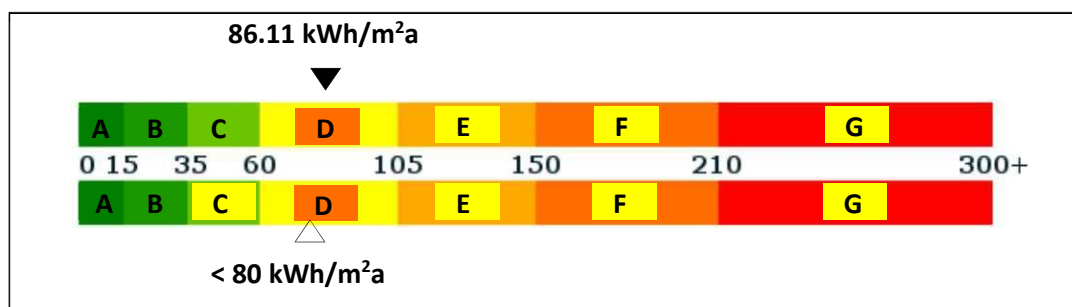 86.11 kWh/m²a
A B C D E F G
0 15 35 60 105 150 210 300+
A B C D E F G
< 80 kWh/m²a